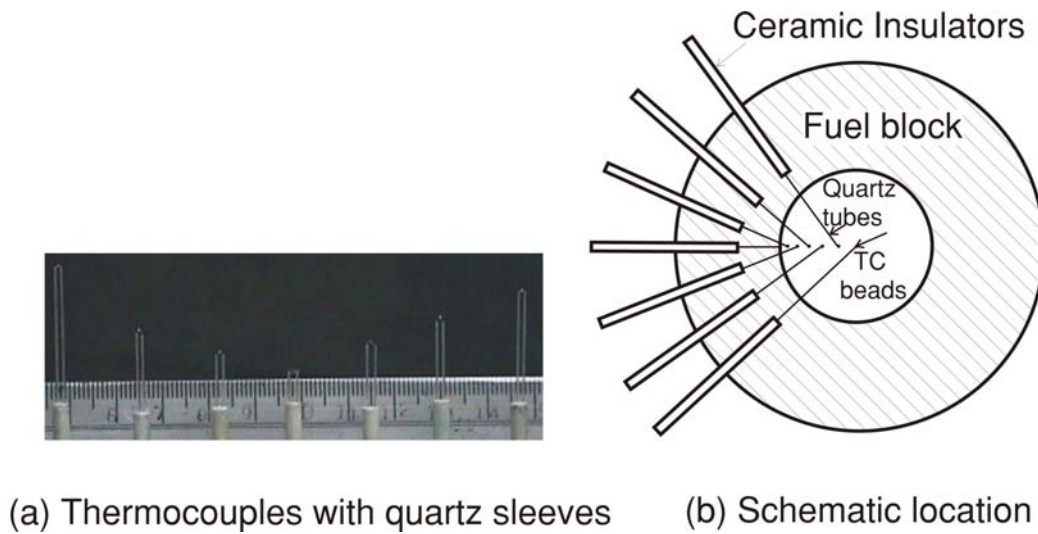 Ceramic Insulators
Fuel block
Quartz
tubes
TC
beads
(a) Thermocouples with quartz sleeves
(b) Schematic location